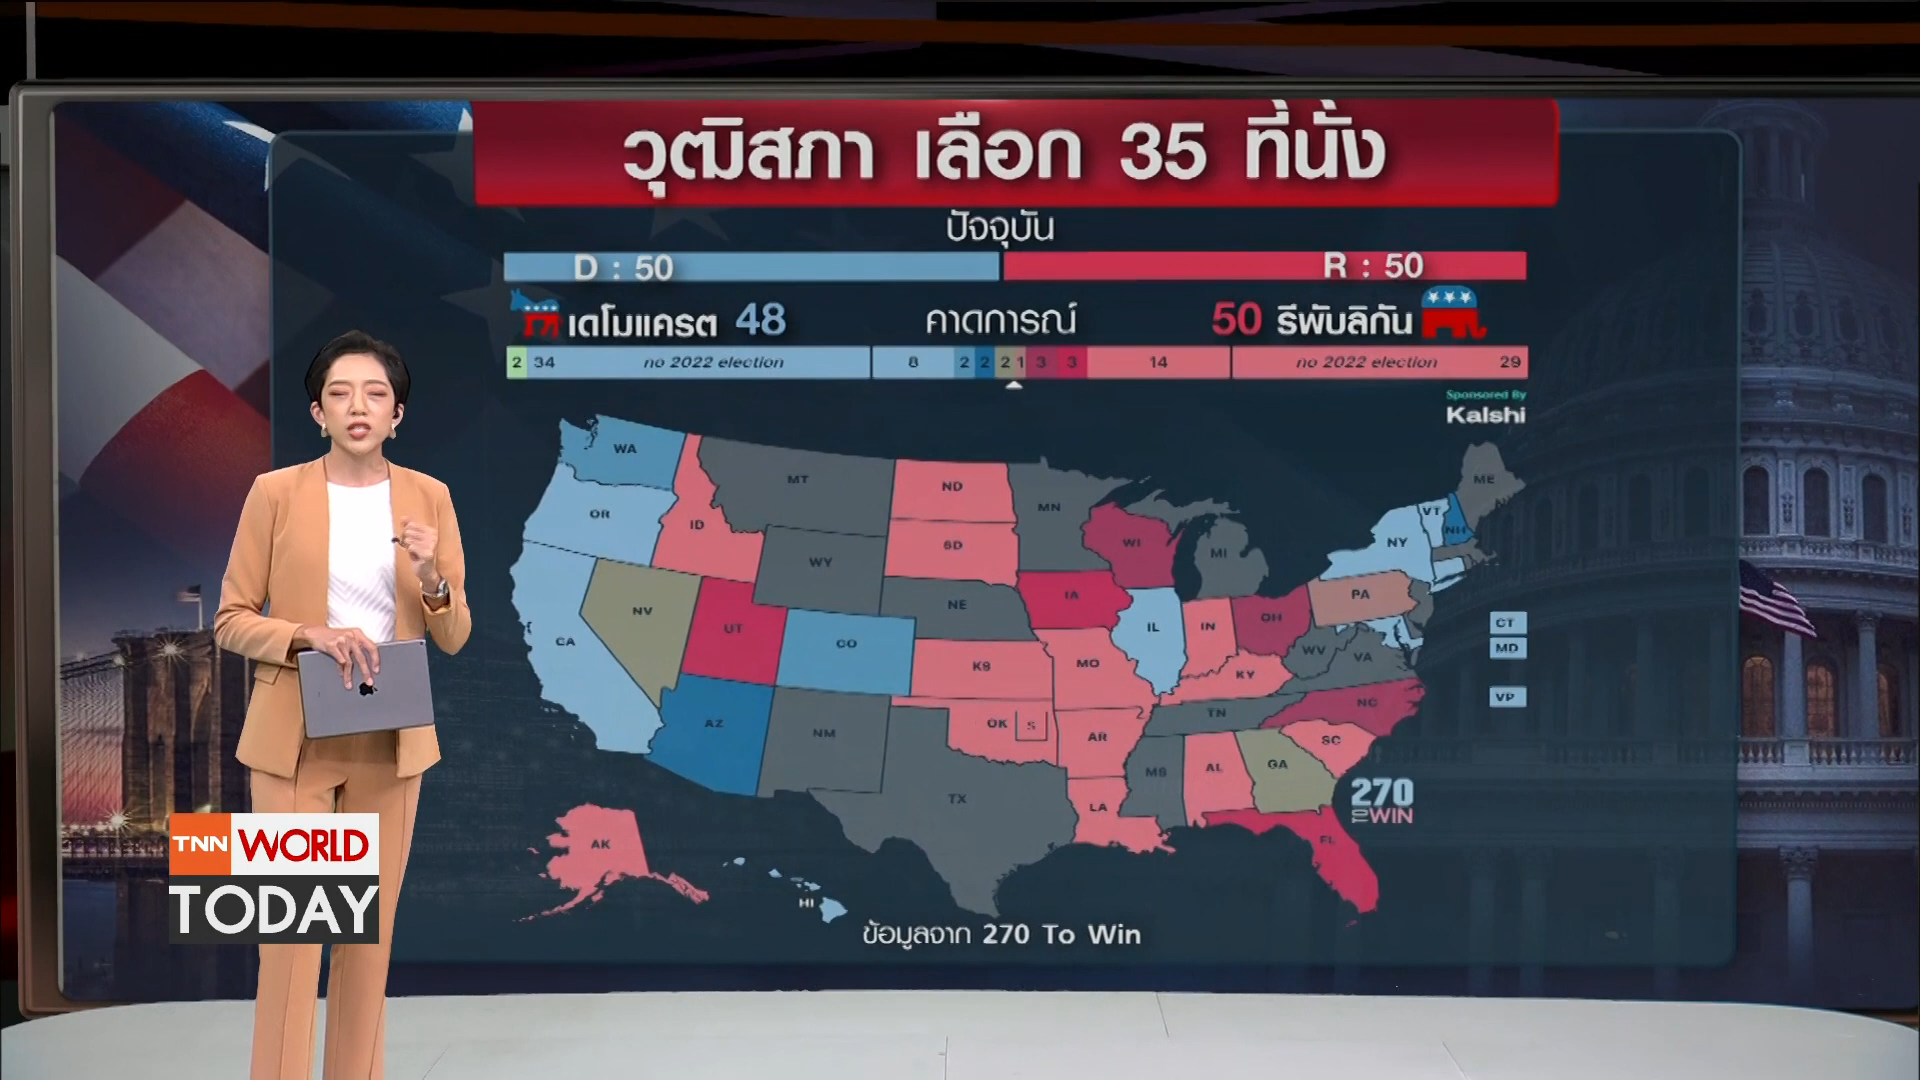 วุฒิสภา เลือก 35 ที่นั่ง
ปัจจุบัน
D : 50
R : 50
เดโมแครต 48
คาดการณ์
50 รีพับลิกัน
2 34 no 2022 election 8 2 2 2 1 3 3 14 no 2022 election 29
Sponsored By
Kalshi
WA
MT
ND
MN
ME
OR
ID
SD
WI
MI
VT
NH
NY
WY
NV
UT
CO
NE
IA
IL
IN
OH
PA
CT
MD
VP
CA
KS
MO
KY
WV
VA
AZ
NM
OK
S
AR
TN
NC
SC
MS
AL
GA
TX
LA
FL
AK
HI
270
TO WIN
ข้อมูลจาก 270 To Win
TNN WORLD
TODAY